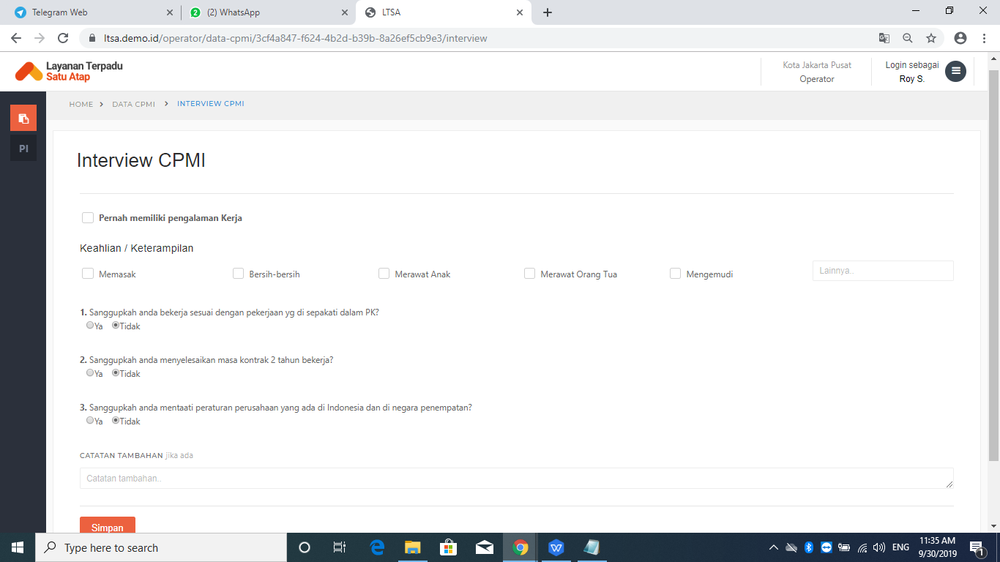 Telegram Web
(2) WhatsApp
LTSA
ltsa.demo.id/operator/data-cpmi/3cf4a847-f624-4b2d-b39b-8a26ef5cb9e3/interview
Layanan Terpadu
Satu Atap
Kota Jakarta Pusat
Operator
Login sebagai
Roy S.
HOME > DATA CPMI > INTERVIEW CPMI
PI
Interview CPMI
Pernah memiliki pengalaman Kerja
Keahlian / Keterampilan
Memasak Bersih-bersih Merawat Anak Merawat Orang Tua Mengemudi Lainnya..
1. Sanggupkah anda bekerja sesuai dengan pekerjaan yg di sepakati dalam PK?
Ya Tidak
2. Sanggupkah anda menyelesaikan masa kontrak 2 tahun bekerja?
Ya Tidak
3. Sanggupkah anda mentaati peraturan perusahaan yang ada di Indonesia dan di negara penempatan?
Ya Tidak
CATATAN TAMBAHAN jika ada
Catatan tambahan..
Simpan
Type here to search
ENG
11:35 AM
9/30/2019
1